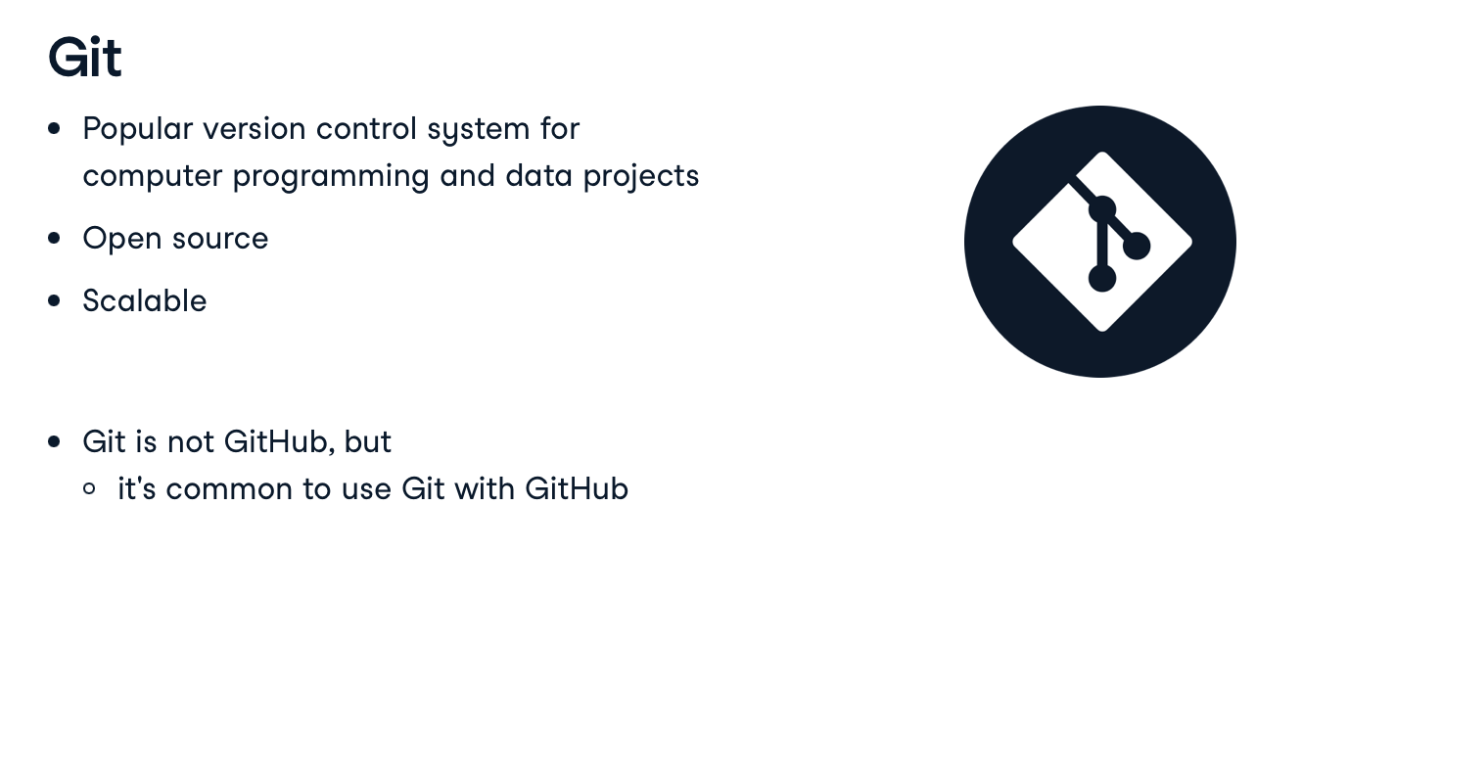 Git
• Popular version control system for
computer programming and data projects
• Open source
• Scalable
• Git is not GitHub, but
○ it's common to use Git with GitHub